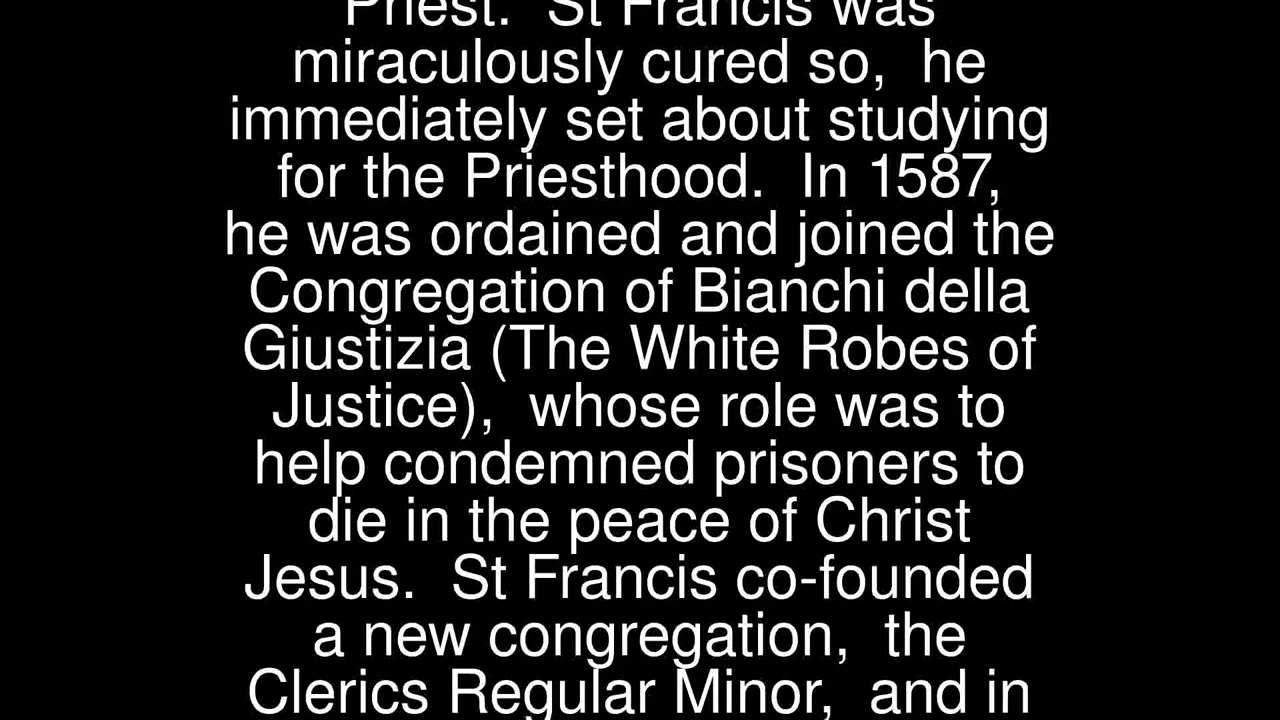 Priest.  St Francis was
miraculously cured so,  he
immediately set about studying
for the Priesthood.  In 1587,
he was ordained and joined the
Congregation of Bianchi della
Giustizia (The White Robes of
Justice),  whose role was to
help condemned prisoners to
die in the peace of Christ
Jesus.  St Francis co-founded
a new congregation,  the
Clerics Regular Minor,  and in